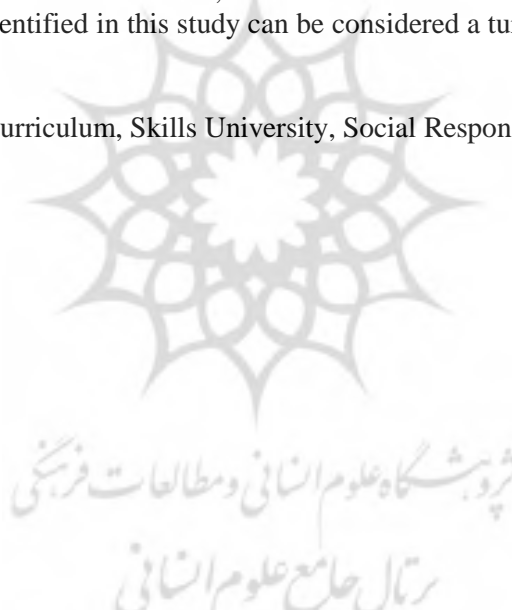 entified in this study can be considered a tu
urriculum, Skills University, Social Respon
پژوهشگاه علوم انسانی و مطالعات فرهنگی
پرتال جامع علوم انسانی